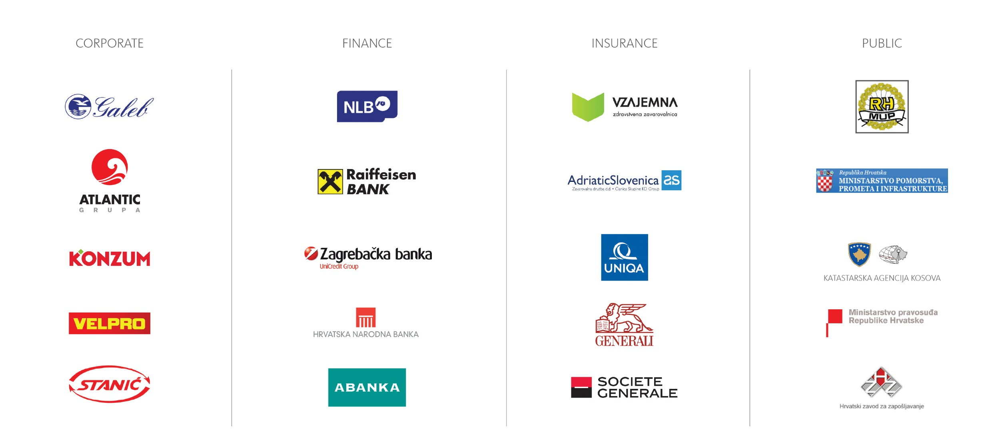 CORPORATE
Galeb
ATLANTIC
GRUPA
KONZUM
VELPRO
STANIĆ
FINANCE
NLB
Raiffeisen
BANK
Zagrebačka banka
UniCredit Group
HRVATSKA NARODNA BANKA
ABANKA
INSURANCE
VZAJEMNA
zdravstvena zavarovalnica
AdriaticSlovenica as
Zavarovalna družba d.d. • Članica Skupine KD Group
UNIQA
GENERALI
SOCIETE
GENERALE
PUBLIC
RH
MUP
Republika Hrvatska
MINISTARSTVO POMORSTVA,
PROMETA I INFRASTRUKTURE
KATASTARSKA AGENCIJA KOSOVA
Ministarstvo pravosuđa
Republike Hrvatske
HZZ
Hrvatski zavod za zapošljavanje